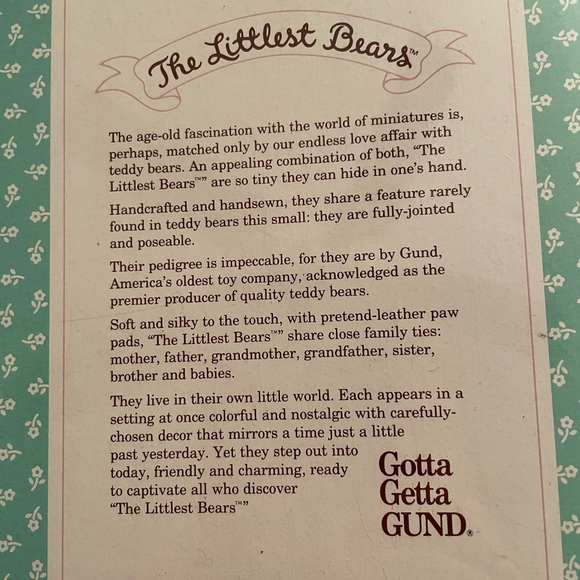 The Littlest Bears™
The age-old fascination with the world of miniatures is,
perhaps, matched only by our endless love affair with
teddy bears. An appealing combination of both, “The
Littlest Bears™” are so tiny they can hide in one’s hand.
Handcrafted and handsewn, they share a feature rarely
found in teddy bears this small: they are fully-jointed
and poseable.
Their pedigree is impeccable, for they are by Gund,
America’s oldest toy company, acknowledged as the
premier producer of quality teddy bears.
Soft and silky to the touch, with pretend-leather paw
pads, “The Littlest Bears™” share close family ties:
mother, father, grandmother, grandfather, sister,
brother and babies.
They live in their own little world. Each appears in a
setting at once colorful and nostalgic with carefully-
chosen decor that mirrors a time just a little
past yesterday. Yet they step out into
today, friendly and charming, ready
to captivate all who discover
“The Littlest Bears™”
Gotta
Getta
GUND®